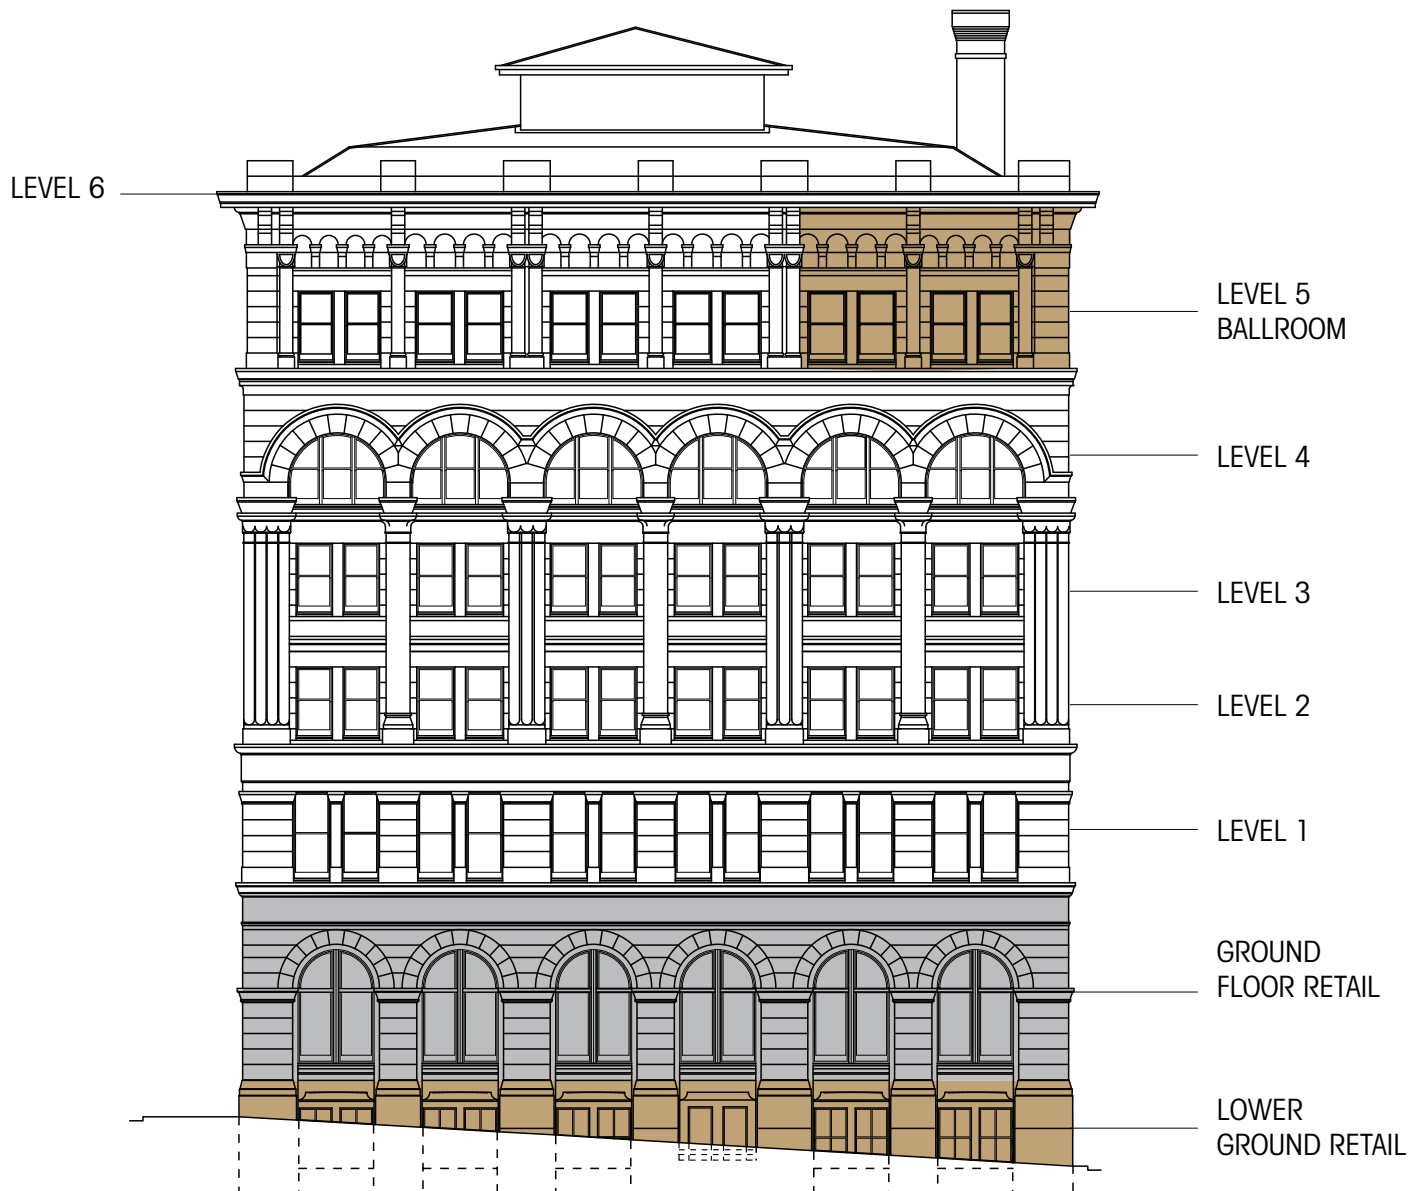 LEVEL 6
LEVEL 5
BALLROOM
LEVEL 4
LEVEL 3
LEVEL 2
LEVEL 1
GROUND
FLOOR RETAIL
LOWER
GROUND RETAIL